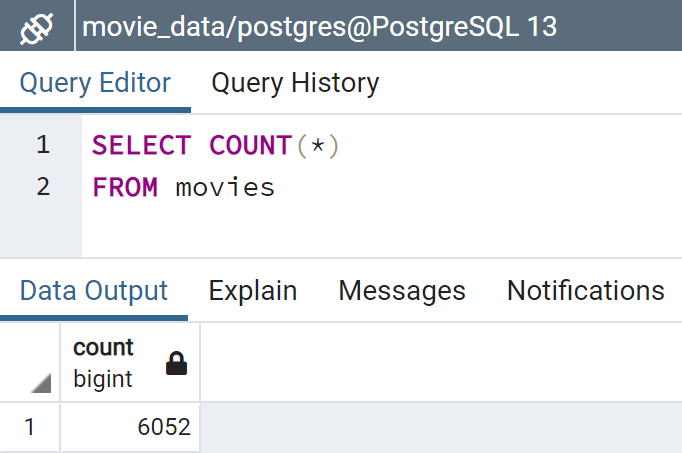 movie_data/postgres@PostgreSQL 13
Query Editor Query History
1 SELECT COUNT(*)
2 FROM movies
Data Output Explain Messages Notifications
count
bigint
1 6052